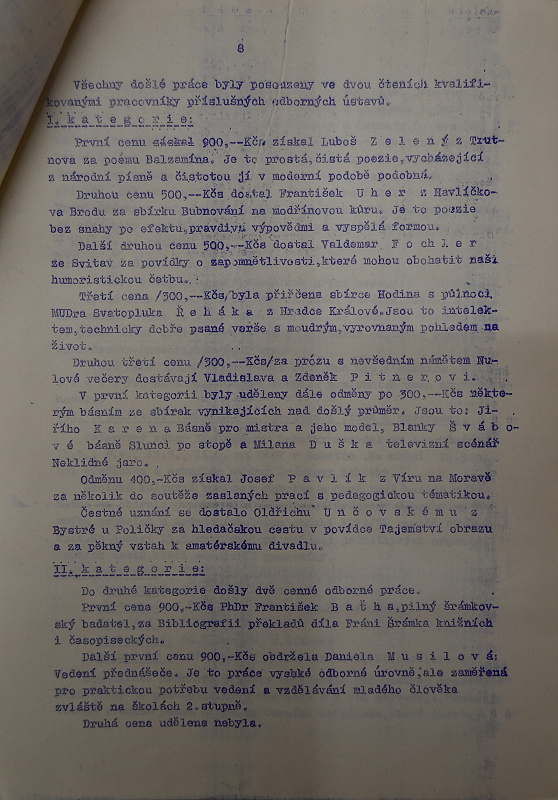 8
Všechny došlé práce byly posouzeny ve dvou čteních kvalifi-
kovanými pracovníky příslušných odborných ústavů.
I. k a t e g o r i e :
První cenu získal 900,--Kčs získal Luboš Z e l e n ý z Trut-
nova za poému Balzamína. Je to prostá,čistá poezie,vycházející
z národní písně a čistotou jí v moderní podobě podobná.
Druhou cenu 500,--Kčs dostal František U h e r z Havlíčko-
va Brodu za sbírku Bubnování na modřínovou kůru. Je to poezie
bez snahy po efektu,pravdivá výpovědmi a vyspělá formou.
Další druhou cenu 500,--Kčs dostal Valdemar F o c h l e r
ze Svitav za povídky o zapomnětlivosti,které mohou obohatit naši
humoristickou četbu.
Třetí cena /300,--Kčs/byla přiřčena sbírce Hodina s půlnocí
MUDra Svatopluka Ř e h á k a z Hradce Králové.Jsou to intelek-
tem,technicky dobře psané verše s moudrým,vyrovnaným pohledem na
život.
Druhou třetí cenu /300,--Kčs/za prózu s nevšedním námětem Nu-
lové večery dostávají Vladislava a Zdeněk P i t n e r o v i.
V první kategorii byly uděleny dále odměny po 300,--Kčs někte-
rým básním ze sbírek vynikajících nad došlý průměr. Jsou to: Ji-
řího K a r e n a Básně pro mistra a jeho model, Blanky Š v á b o-
v é básně Slunci po stopě a Milana D u š k a televizní scénář
Neklidné jaro.
Odměnu 400,-Kčs získal Josef P a v l í k z Víru na Moravě
za několik do soutěže zaslaných prací s pedagogickou tématikou.
Čestné uznání se dostalo Oldřichu U n č o v s k é m u z
Bystré u Poličky za hledačskou cestu v povídce Tajemství obrazu
a za pěkný vztah k amatérskému divadlu.
II. k a t e g o r i e :
Do druhé kategorie došly dvě cenné odborné práce.
První cena 900,-Kčs PhDr František B a t h a,pilný šrámkov-
ský badatel,za Bibliografii překladů díla Fráni Šrámka knižních
i časopiseckých.
Další první cenu 900,-Kčs obdržela Daniela M u s i l o v á:
Vedení přednášeče. Je to práce vysoké odborné úrovně,ale zaměřená
pro praktickou potřebu vedení a vzdělávání mladého člověka
zvláště na školách 2.stupně.
Druhá cena udělena nebyla.